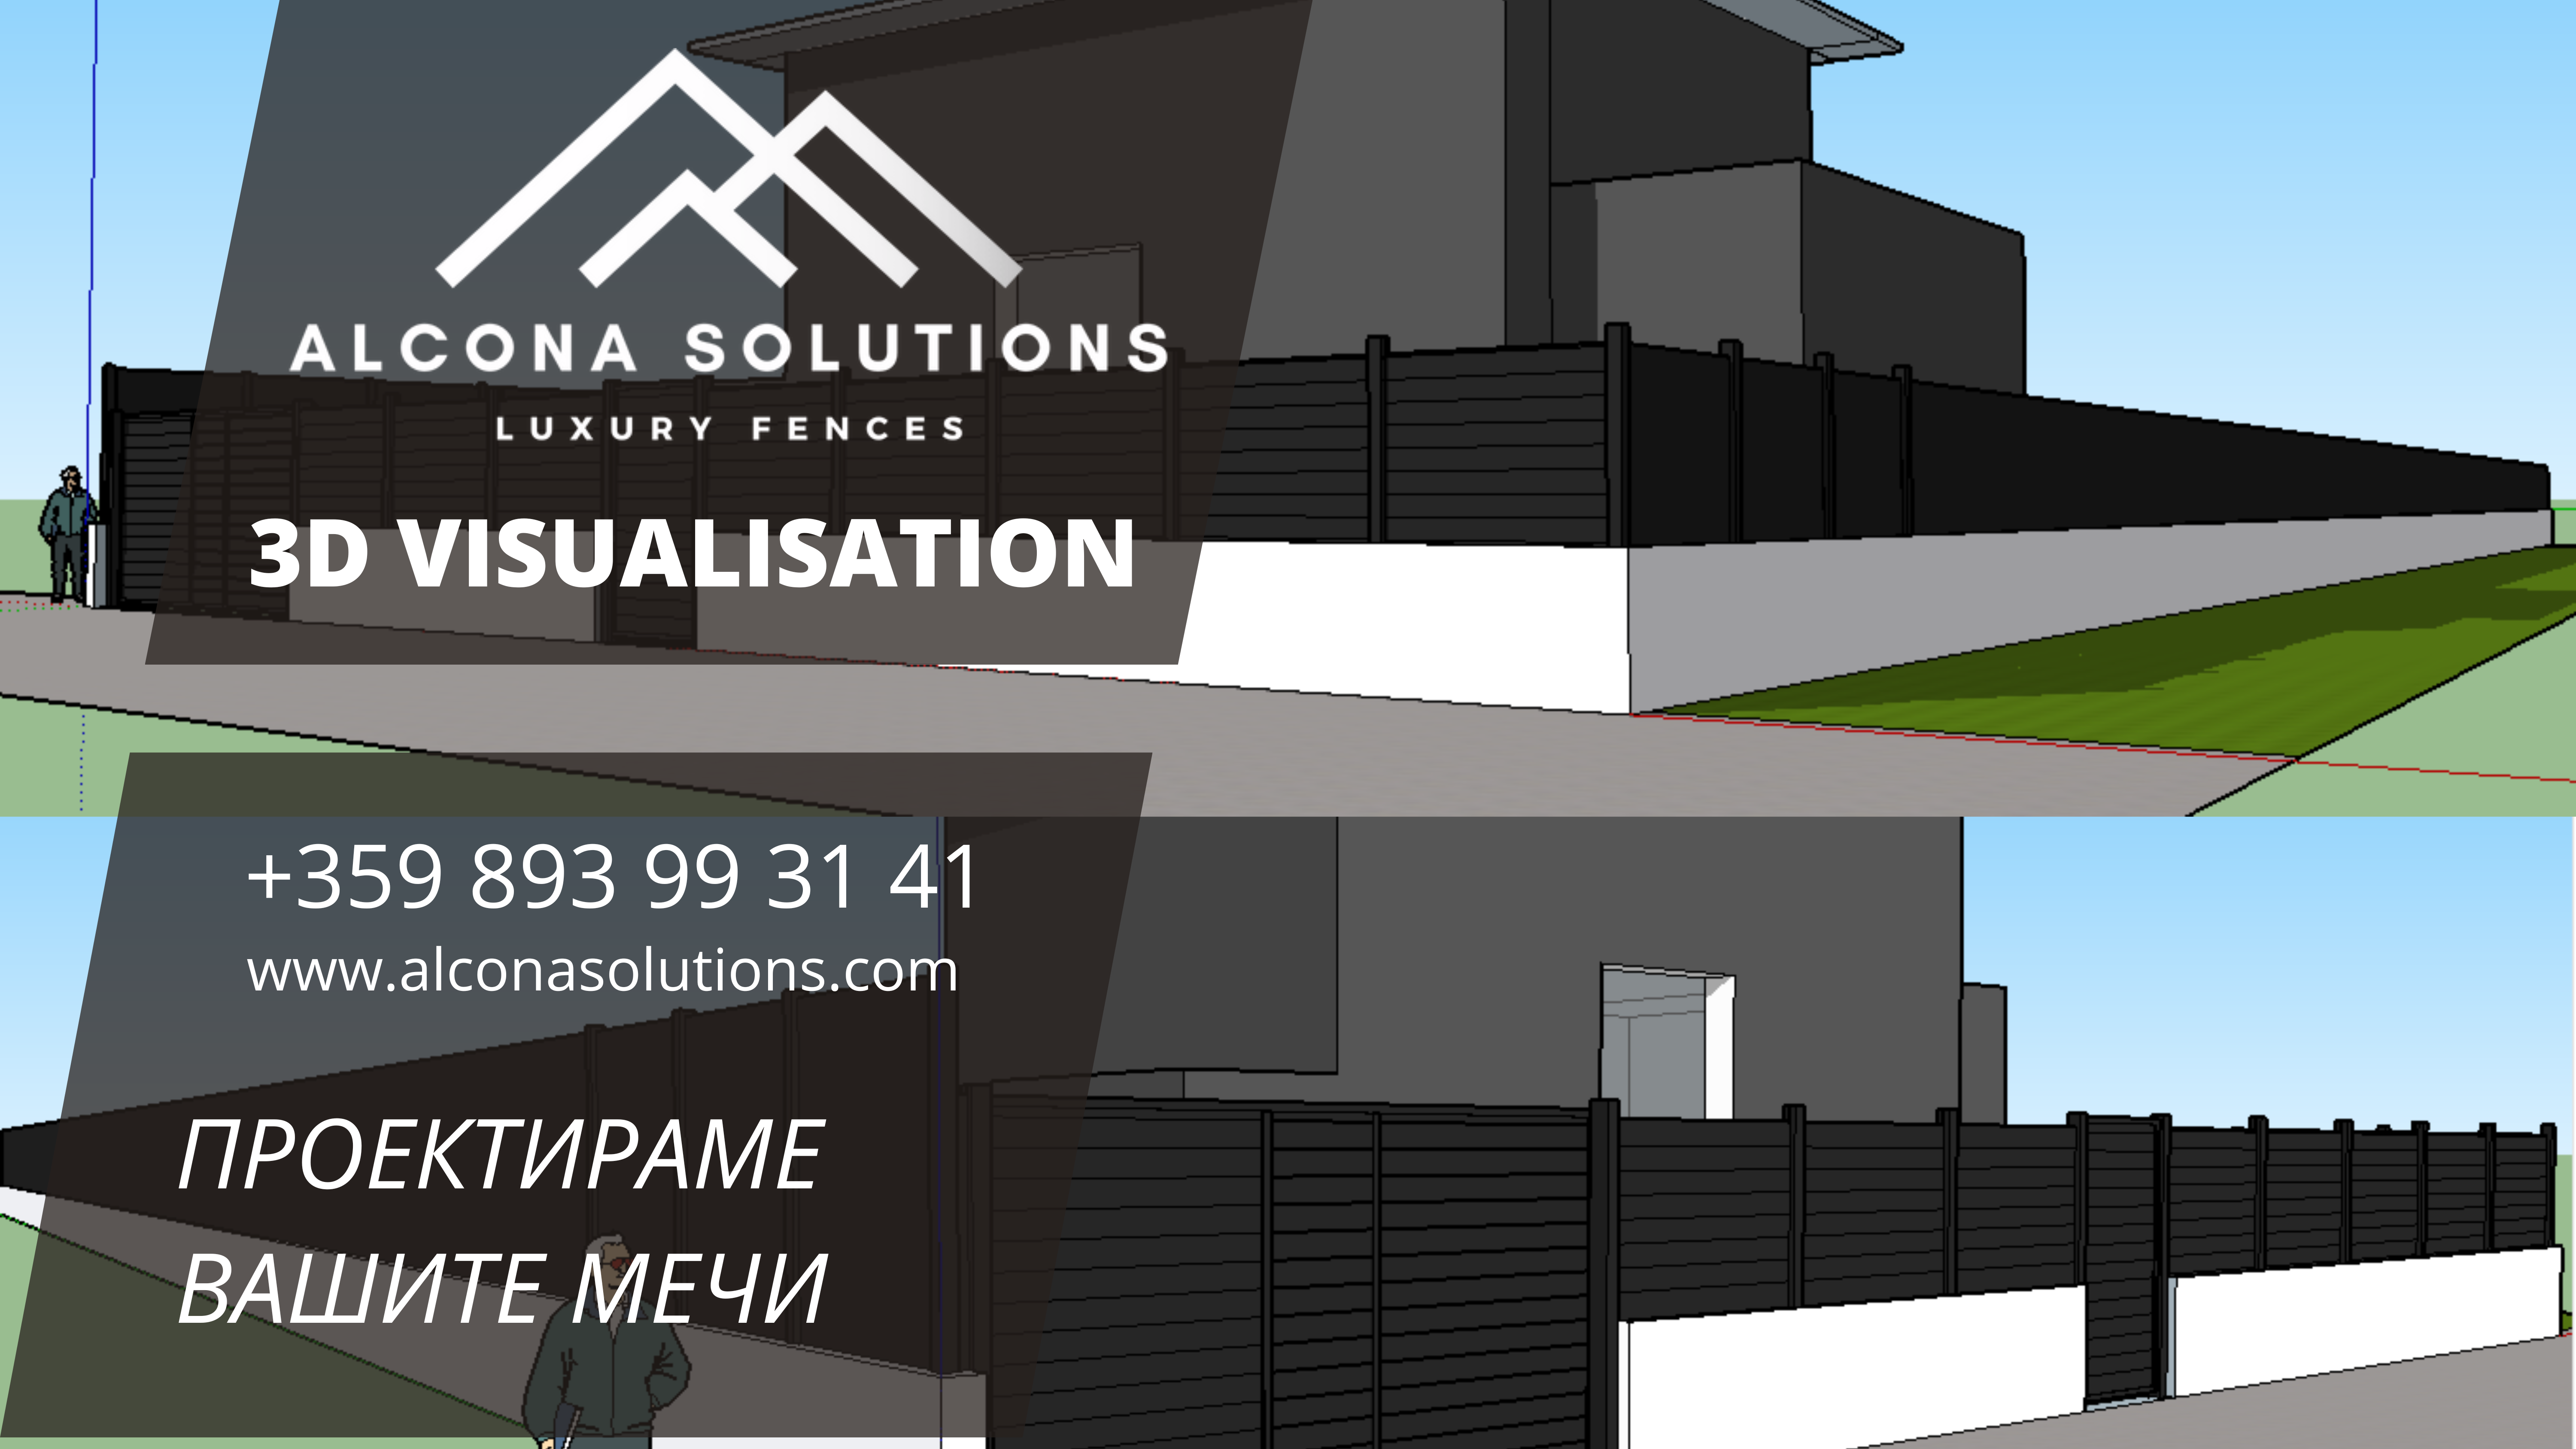 ALCONA SOLUTIONS
LUXURY FENCES
3D VISUALISATION
+359 893 99 31 41
www.alconasolutions.com
ПРОЕКТИРАМЕ
ВАШИТЕ МЕЧИ